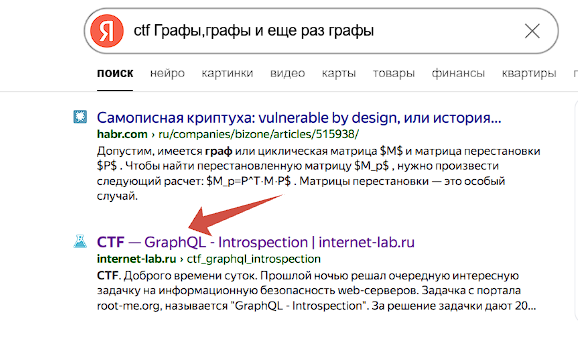 Я
ctf Графы,графы и еще раз графы
поиск нейро картинки видео карты товары финансы квартиры
Самописная криптуха: vulnerable by design, или история...
habr.com › ru/companies/bizone/articles/515938/
Допустим, имеется граф или циклическая матрица $M$ и матрица перестановки
$P$ . Чтобы найти перестановленную матрицу $M_p$ , нужно произвести
следующий расчет: $M_p=P^T⋅M⋅P$ . Матрицы перестановки — это особый
случай.
CTF — GraphQL - Introspection | internet-lab.ru
internet-lab.ru › ctf_graphql_introspection
CTF. Доброго времени суток. Прошлой ночью решал очередную интересную
задачку на информационную безопасность web-серверов. Задачка с портала
root-me.org, называется "GraphQL - Introspection". За решение задачки дают 20...